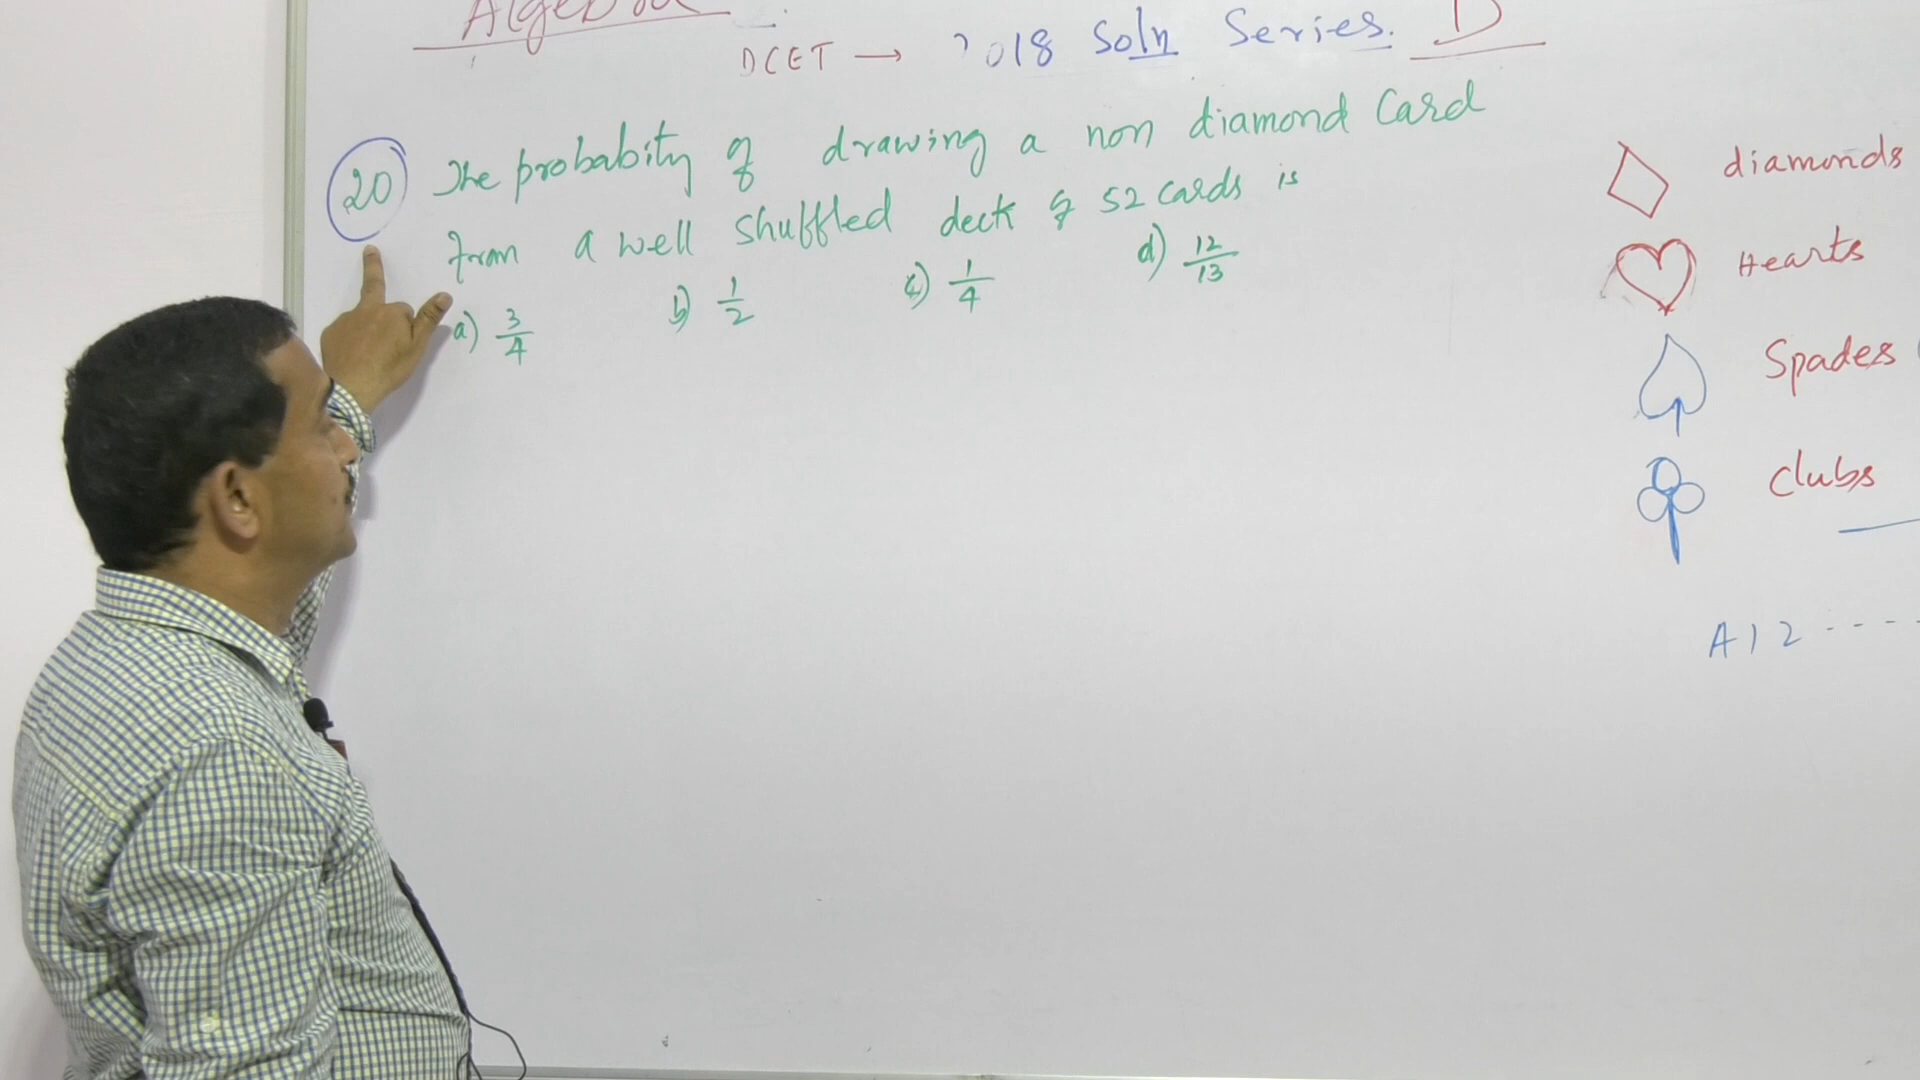 Algebra
DCET → 2018 Soln Series. D
20 The probabity of drawing a non diamond Card
from a well shuffled deck of 52 cards is
a) 3/4 b) 1/2 c) 1/4 d) 12/13
diamonds
Hearts
Spades
Clubs
A 1 2 - - - -